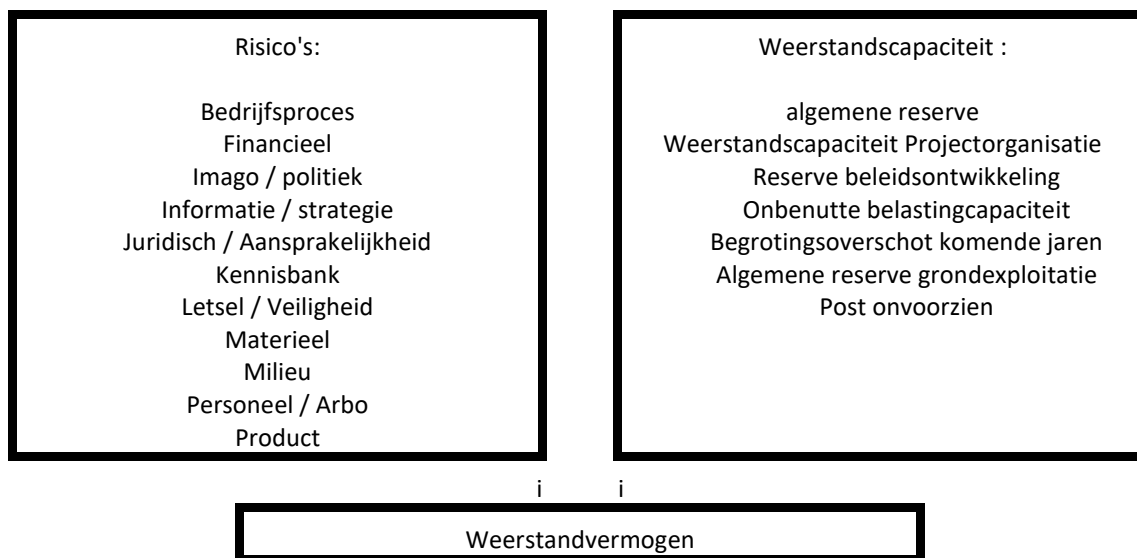 Risico's:
Bedrijfsproces
Financieel
Imago / politiek
Informatie / strategie
Juridisch / Aansprakelijkheid
Kennisbank
Letsel / Veiligheid
Materieel
Milieu
Personeel / Arbo
Product
Weerstandscapaciteit :
algemene reserve
Weerstandscapaciteit Projectorganisatie
Reserve beleidsontwikkeling
Onbenutte belastingcapaciteit
Begrotingsoverschot komende jaren
Algemene reserve grondexploitatie
Post onvoorzien
i i
Weerstandvermogen